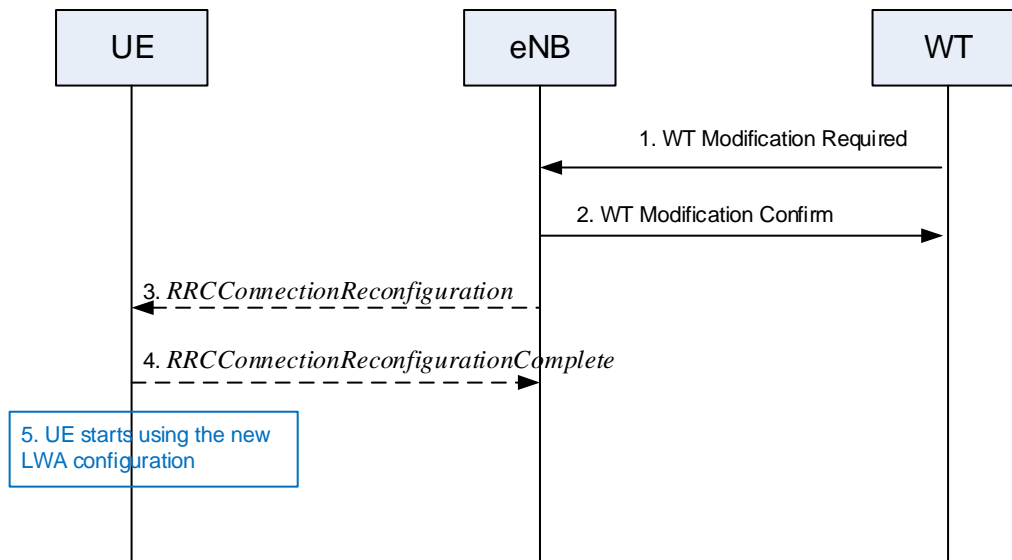 UE
eNB
WT
1. WT Modification Required
2. WT Modification Confirm
3. RRCConnectionReconfiguration
4. RRCConnectionReconfigurationComplete
5. UE starts using the new
LWA configuration